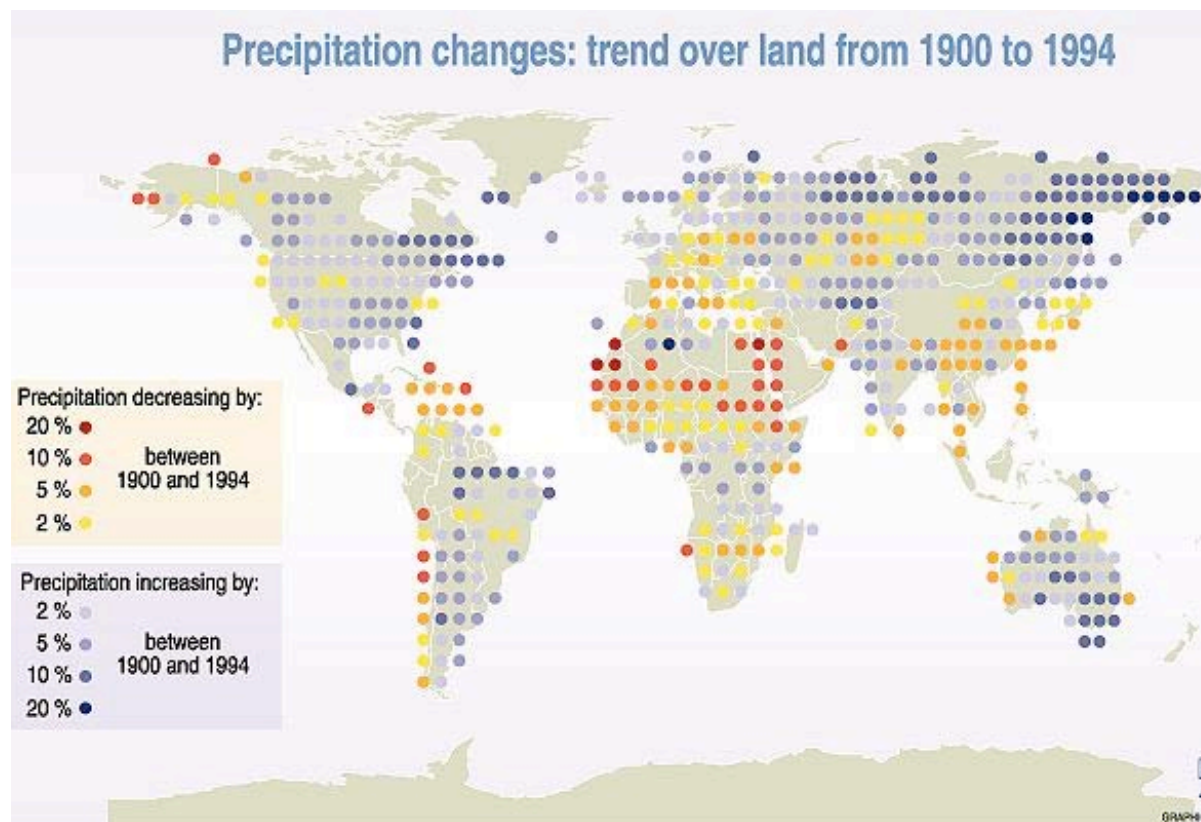 Precipitation changes: trend over land from 1900 to 1994
Precipitation decreasing by:
20 %
10 %
5 %
2 %
between
1900 and 1994
Precipitation increasing by:
2 %
5 %
10 %
20 %
between
1900 and 1994